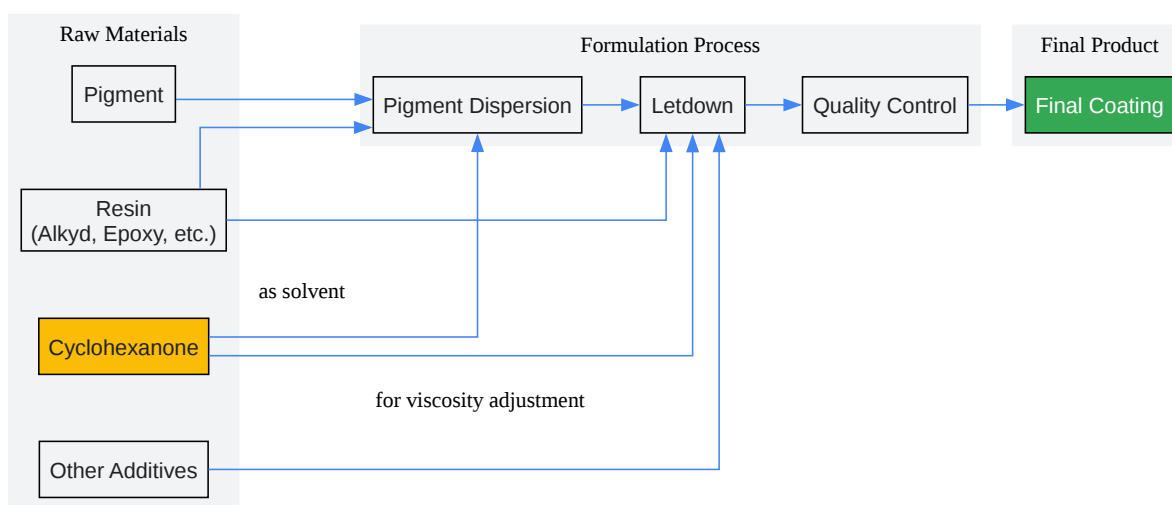 Raw Materials
Formulation Process
Final Product
Pigment
Pigment Dispersion
Letdown
Quality Control
Final Coating
Resin
(Alkyd, Epoxy, etc.)
as solvent
Cyclohexanone
for viscosity adjustment
Other Additives